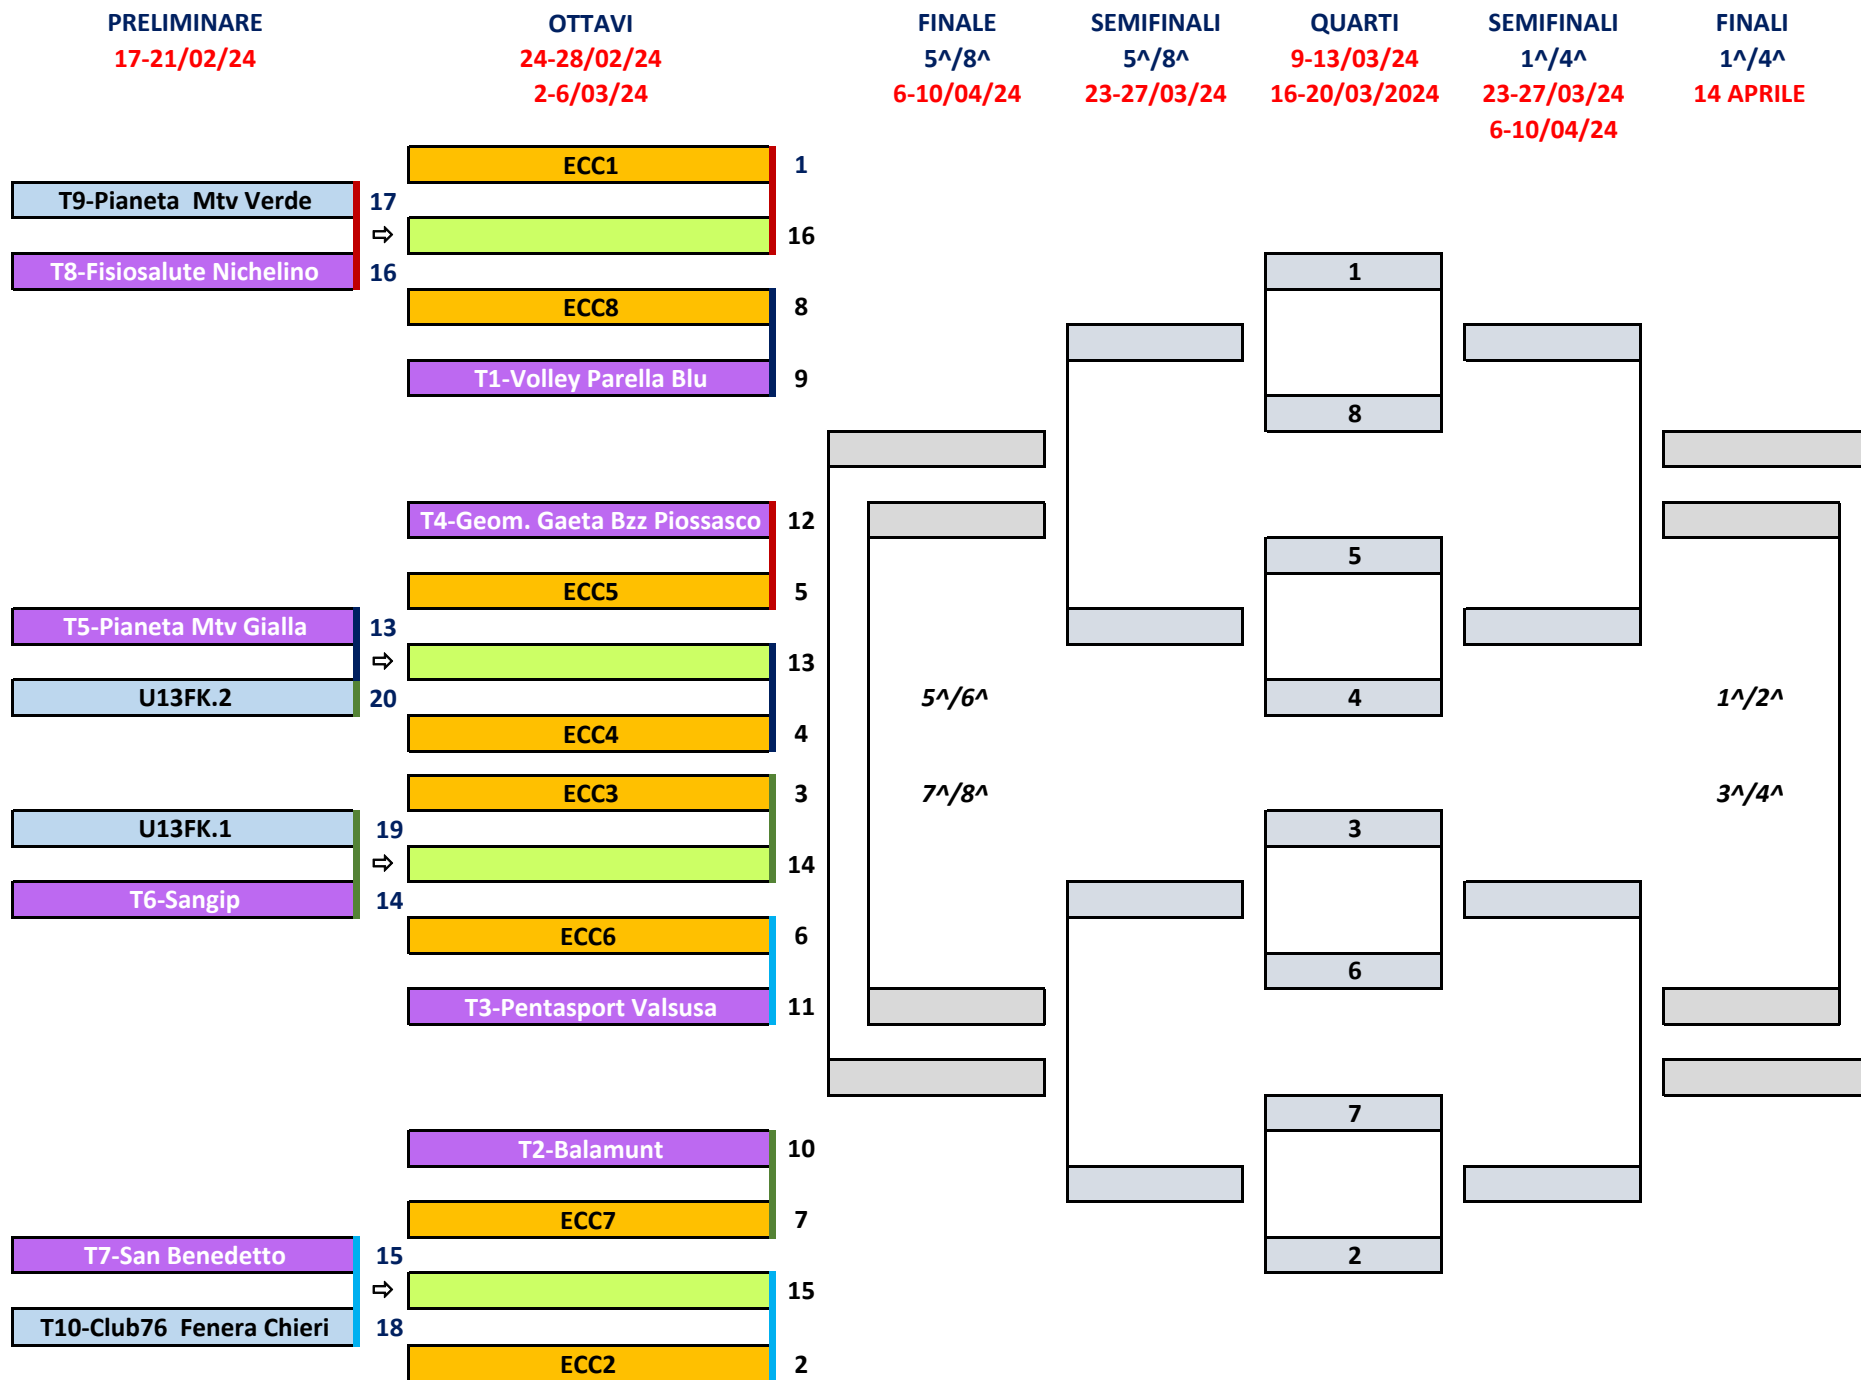 PRELIMINARE
17-21/02/24
OTTAVI
24-28/02/24
2-6/03/24
FINALE
5^/8^
6-10/04/24
SEMIFINALI
5^/8^
23-27/03/24
QUARTI
9-13/03/24
16-20/03/2024
SEMIFINALI
1^/4^
23-27/03/24
6-10/04/24
FINALI
1^/4^
14 APRILE
ECC1 1
T9-Pianeta Mtv Verde 17
⇨ 16
T8-Fisiosalute Nichelino 16
1
ECC8 8
T1-Volley Parella Blu 9
8
T4-Geom. Gaeta Bzz Piossasco 12
5
ECC5 5
T5-Pianeta Mtv Gialla 13
⇨ 13
U13FK.2 20
4
5^/6^
1^/2^
ECC4 4
ECC3 3
7^/8^
3^/4^
U13FK.1 19
3
⇨ 14
T6-Sangip 14
ECC6 6
6
T3-Pentasport Valsusa 11
7
T2-Balamunt 10
ECC7 7
T7-San Benedetto 15
2
⇨ 15
T10-Club76 Fenera Chieri 18
ECC2 2